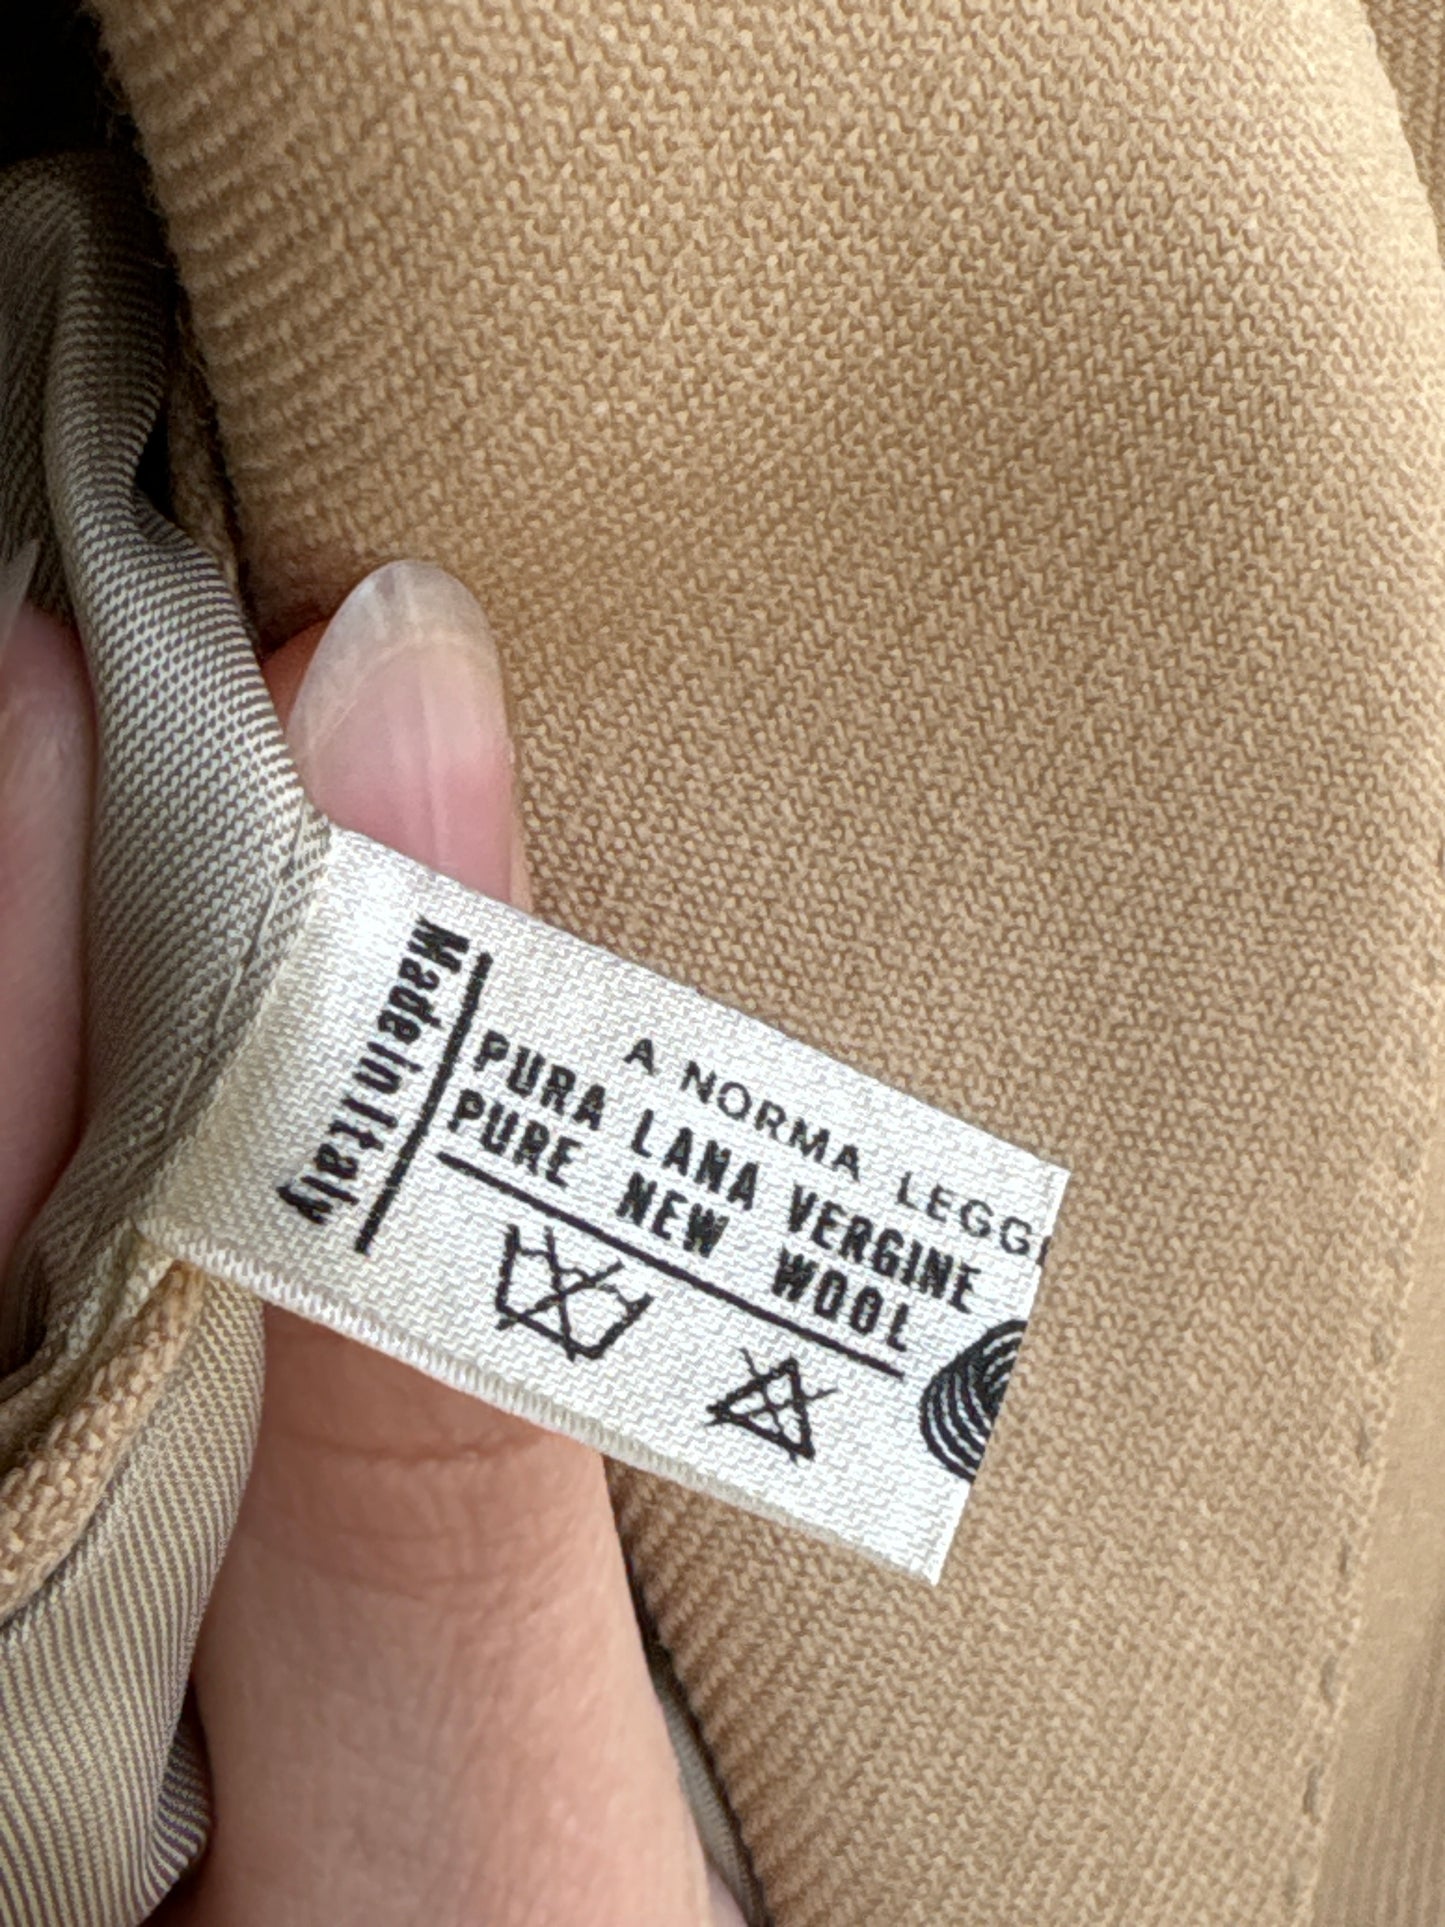 Made in Italy
A NORMA LEGG
PURA LANA VERGINE
PURE NEW WOOL